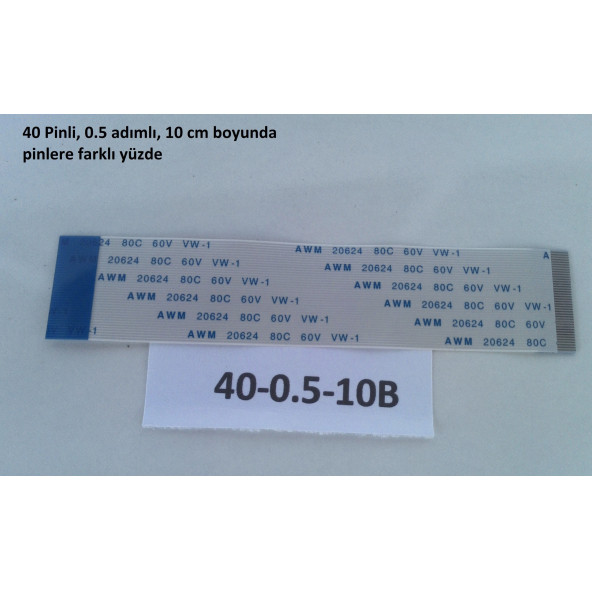 40 Pinli, 0.5 adımlı, 10 cm boyunda
pinlere farklı yüzde
20624 80C 60V VW-1 AWM 20624 80C 60V VW-1 A
AWM 20624 80C 60V VW-1 AWM 20624 80C 60V VW-1
AWM 20624 80C 60V VW-1 AWM 20624 80C 60V VW-1
AWM 20624 80C 60V VW-1 AWM 20624 80C 60V VW-1
AWM 20624 80C 60V VW-1 AWM 20624 80C 60V
VW-1 AWM 20624 80C 60V VW-1 AWM 20624 80C
40-0.5-10B